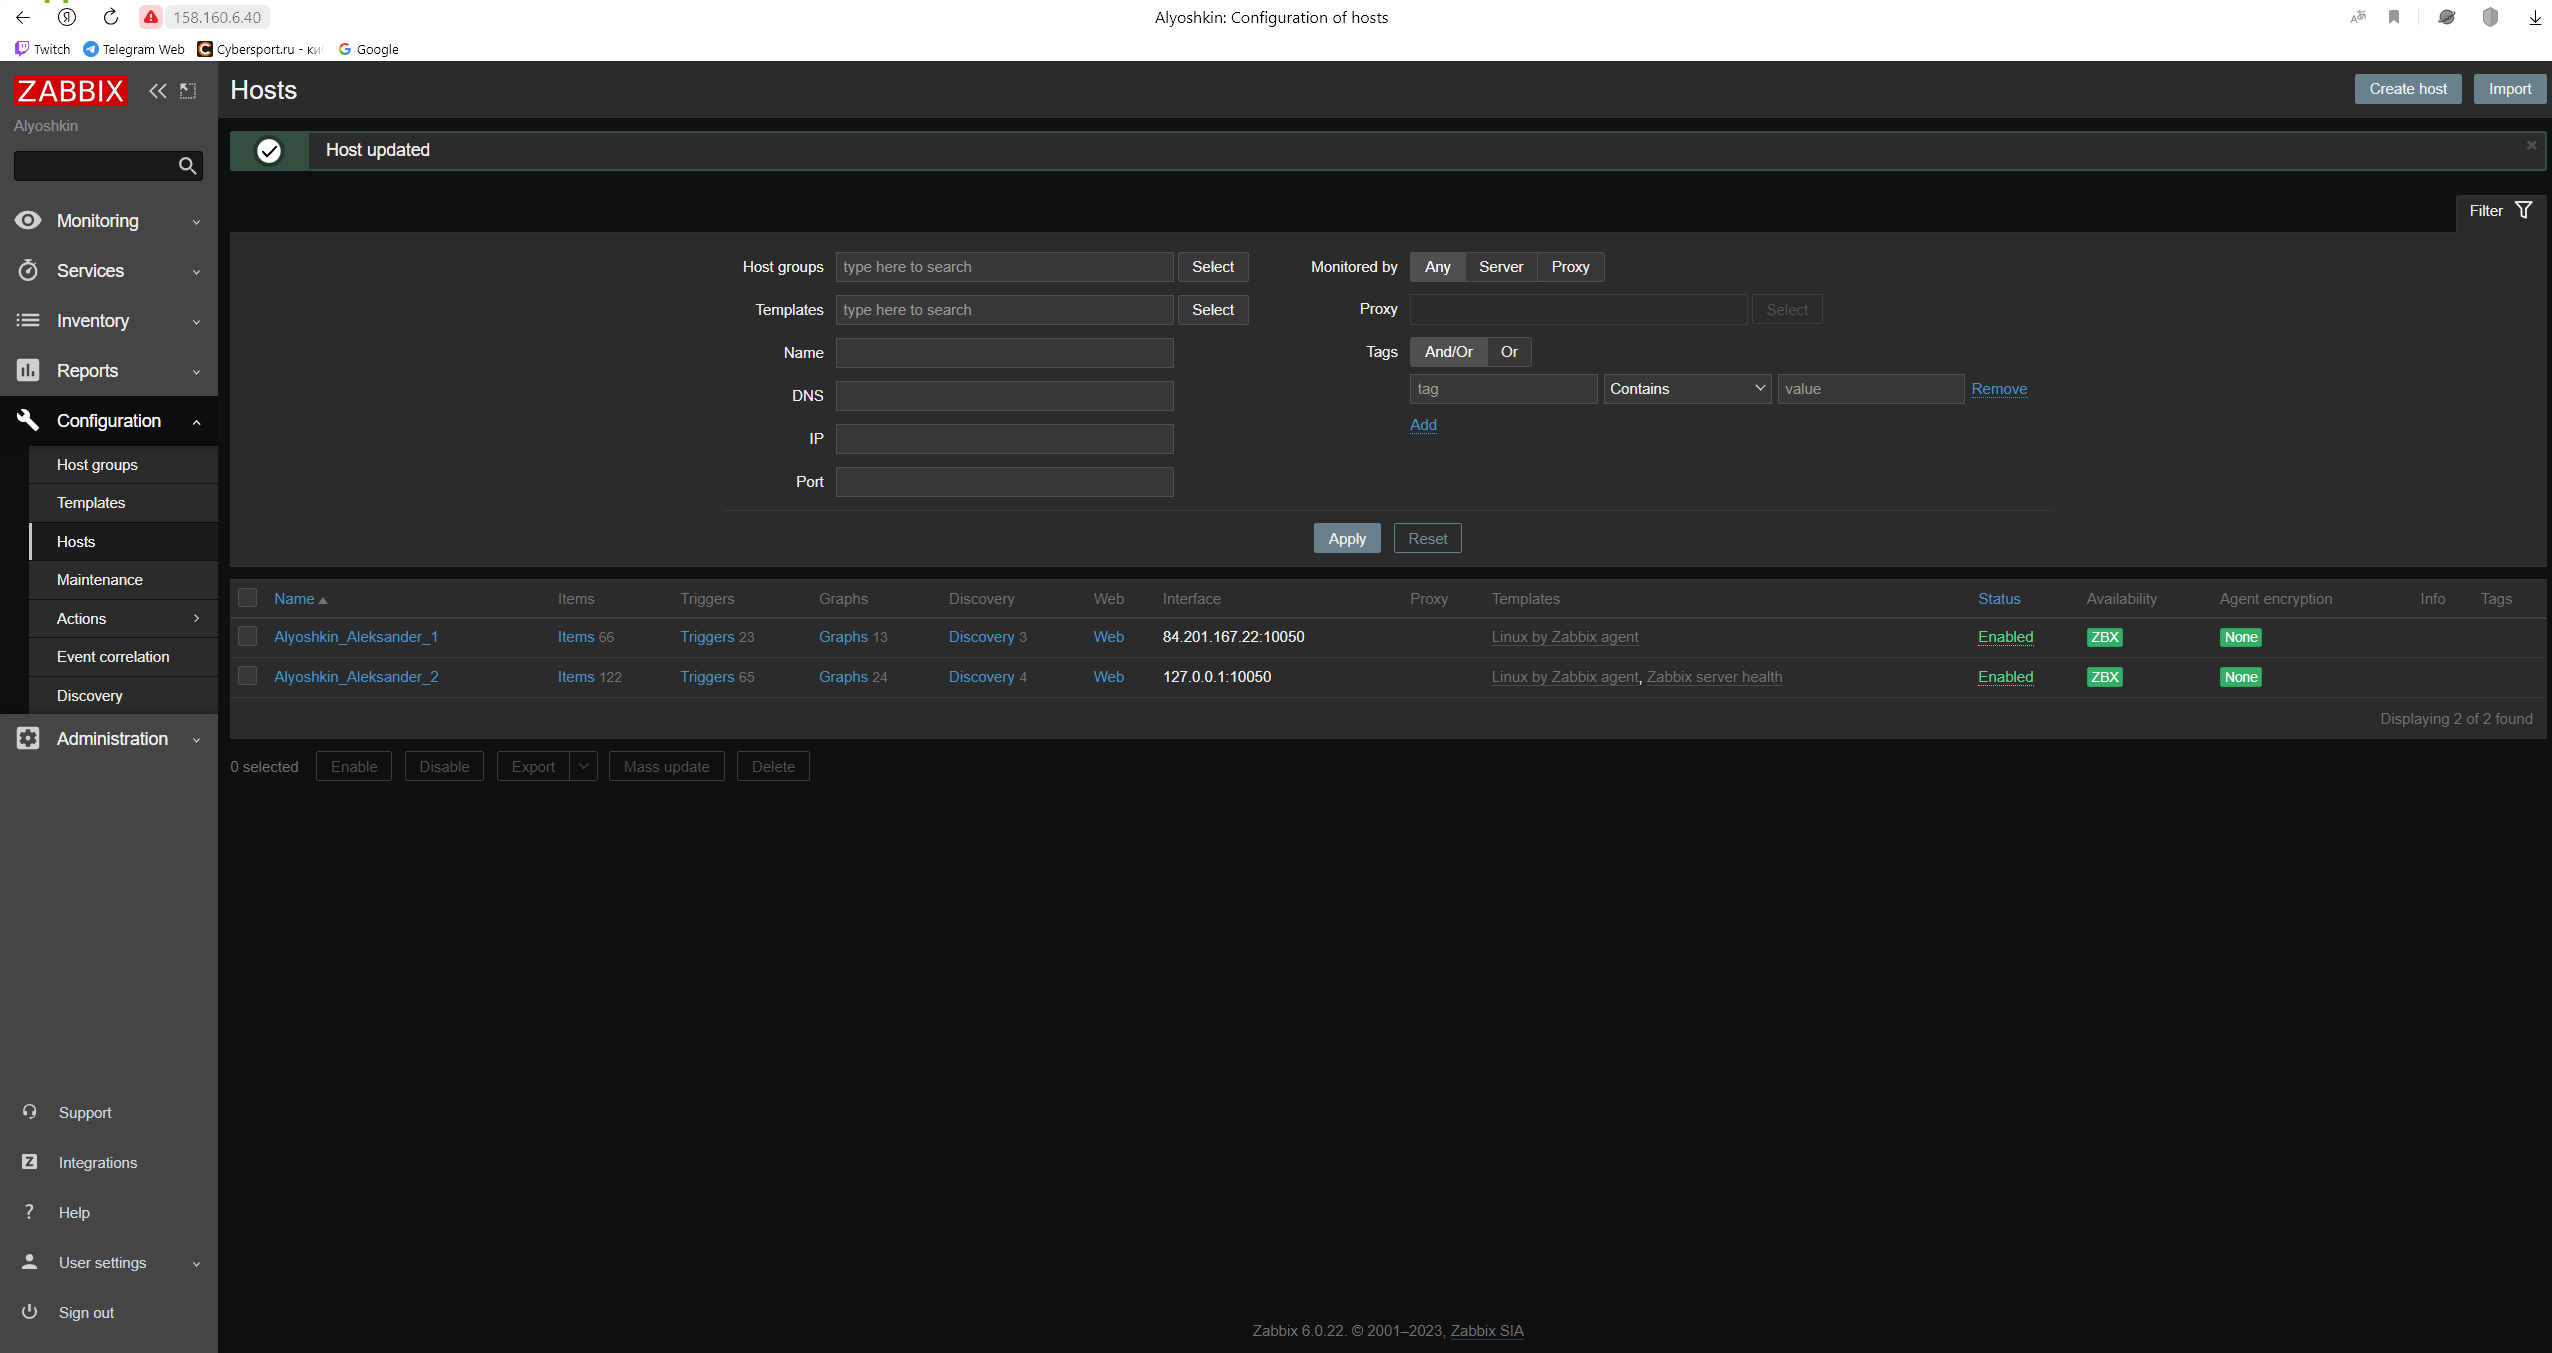 158.160.6.40
Alyoshkin: Configuration of hosts
Twitch
Telegram Web
Cybersport.ru - ки
Google
ZABBIX
Alyoshkin
Monitoring
Services
Inventory
Reports
Configuration
Host groups
Templates
Hosts
Maintenance
Actions
Event correlation
Discovery
Administration
Support
Integrations
Help
User settings
Sign out
Hosts
Create host
Import
Host updated
Filter
Host groups type here to search Select
Templates type here to search Select
Name
DNS
IP
Port
Monitored by Any Server Proxy
Proxy Select
Tags And/Or Or
tag Contains value Remove
Add
Apply Reset
Name Items Triggers Graphs Discovery Web Interface Proxy Templates Status Availability Agent encryption Info Tags
Alyoshkin_Aleksander_1 Items 66 Triggers 23 Graphs 13 Discovery 3 Web 84.201.167.22:10050 Linux by Zabbix agent Enabled ZBX None
Alyoshkin_Aleksander_2 Items 122 Triggers 65 Graphs 24 Discovery 4 Web 127.0.0.1:10050 Linux by Zabbix agent, Zabbix server health Enabled ZBX None
Displaying 2 of 2 found
0 selected Enable Disable Export Mass update Delete
Zabbix 6.0.22. © 2001–2023, Zabbix SIA